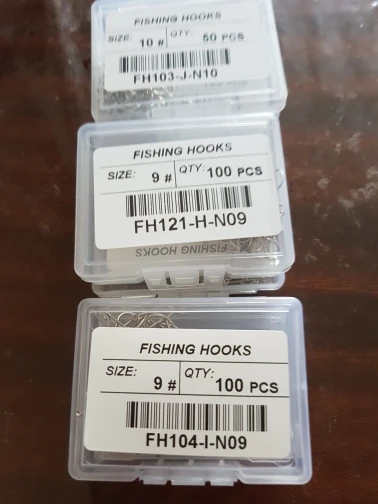 FISHING HOOKS
SIZE: 10 # QTY: 50 PCS
FH103-J-N10
FISHING HOOKS
SIZE: 9 # QTY: 100 PCS
FH121-H-N09
FISHING HOOKS
FISHING HOOKS
SIZE: 9 # QTY: 100 PCS
FH104-I-N09